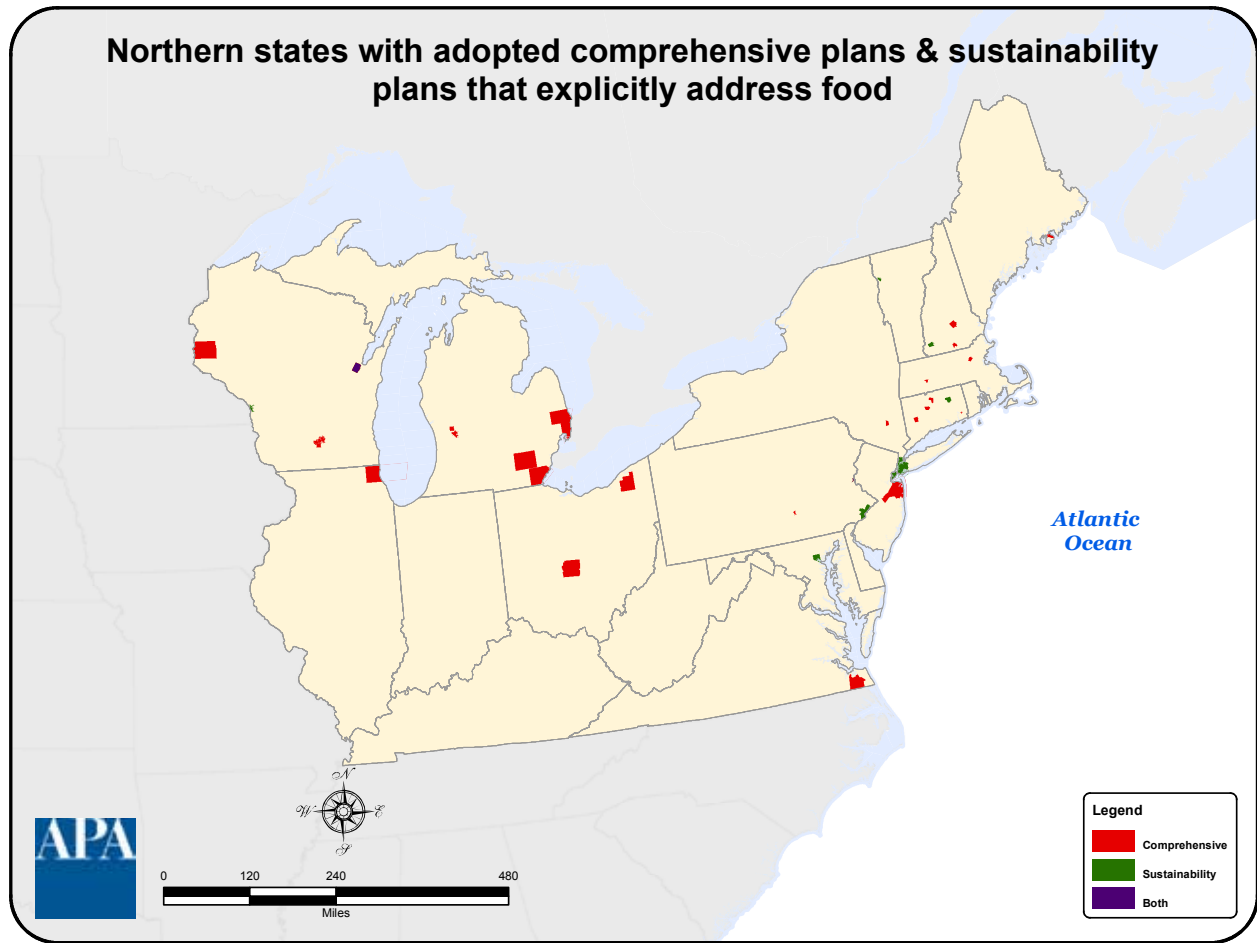 Northern states with adopted comprehensive plans & sustainability
plans that explicitly address food
Atlantic
Ocean
N
W
E
S
APA
0 120 240 480
Miles
Legend
Comprehensive
Sustainability
Both